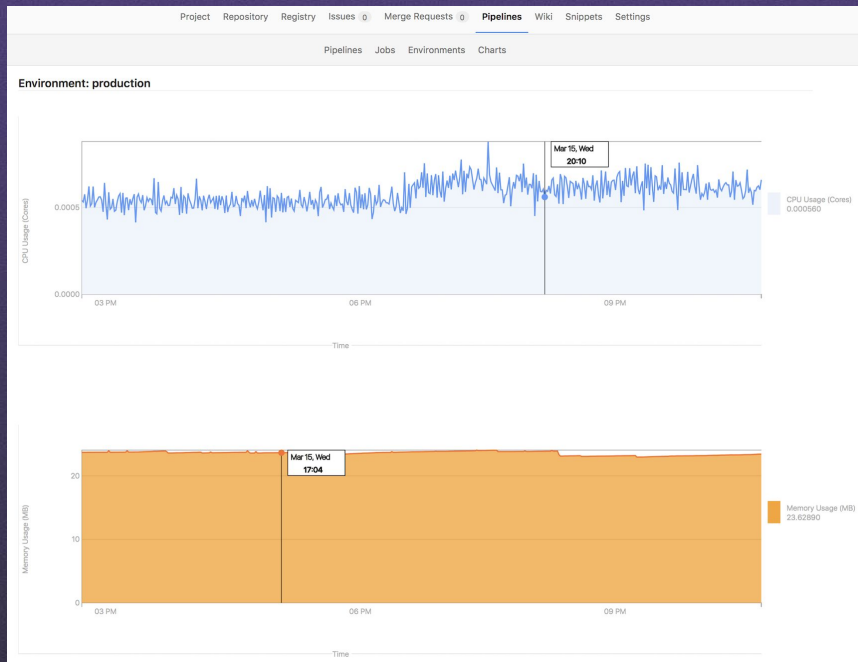 Project Repository Registry Issues 0 Merge Requests 0 Pipelines Wiki Snippets Settings
Pipelines Jobs Environments Charts
Environment: production
Mar 15, Wed
20:10
CPU Usage (Cores)
0.000560
0.0005
0.0000
CPU Usage (Cores)
03 PM 06 PM 09 PM
Time
Mar 15, Wed
17:04
Memory Usage (MB)
23.62890
20
10
0
Memory Usage (MB)
03 PM 06 PM 09 PM
Time